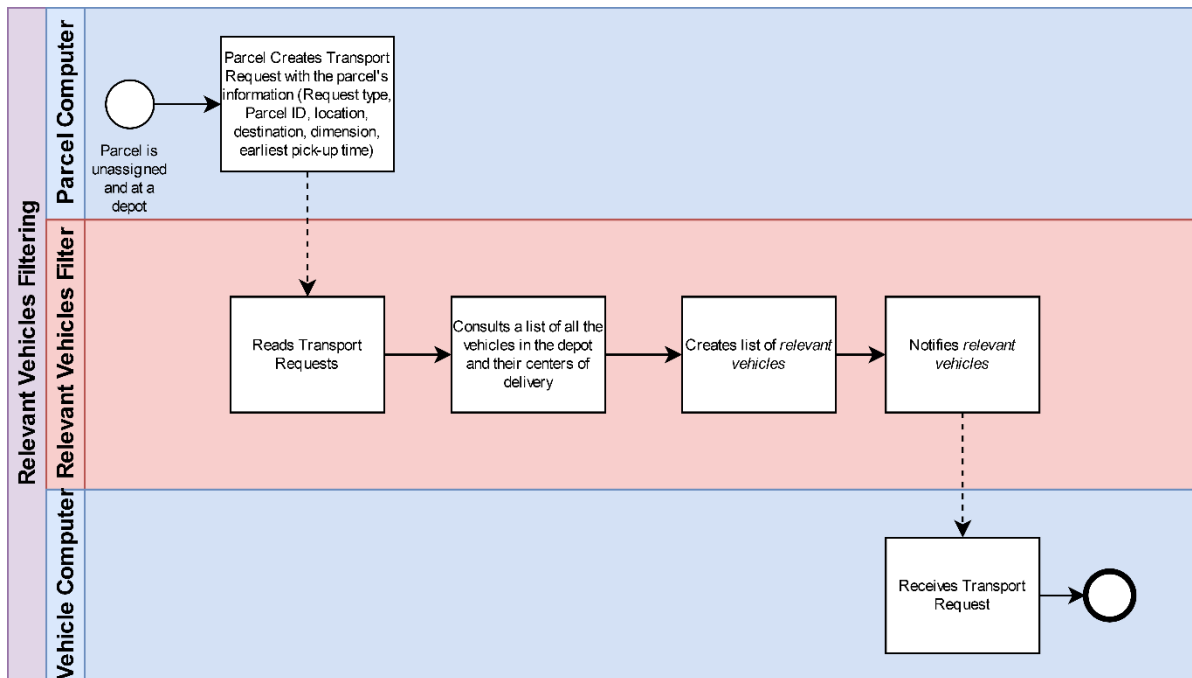 Relevant Vehicles Filtering
Parcel Computer
Parcel Creates Transport
Request with the parcel's
information (Request type,
Parcel ID, location,
destination, dimension,
earliest pick-up time)
Parcel is
unassigned
and at a
depot
Relevant Vehicles Filter
Reads Transport
Requests
Consults a list of all the
vehicles in the depot
and their centers of
delivery
Creates list of relevant
vehicles
Notifies relevant
vehicles
Vehicle Computer
Receives Transport
Request